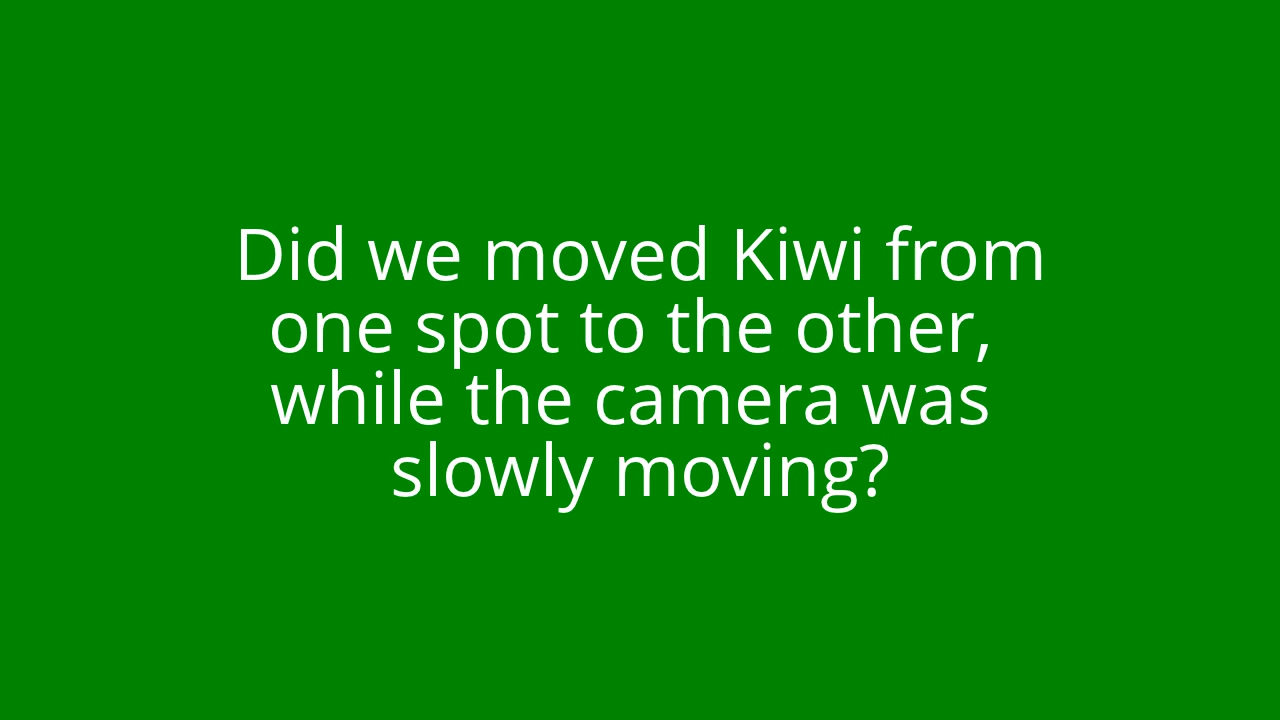 Did we moved Kiwi from
one spot to the other,
while the camera was
slowly moving?